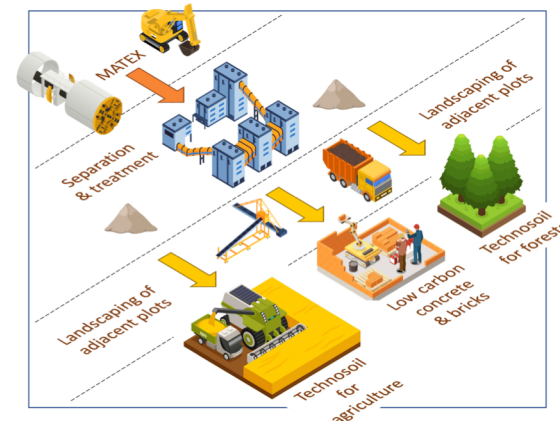 MATEX
Separation
& treatment
Landscaping of
adjacent plots
Landscaping of
adjacent plots
Technosoil
for forest
Low carbon
concrete
& bricks
Technosoil
for
agriculture